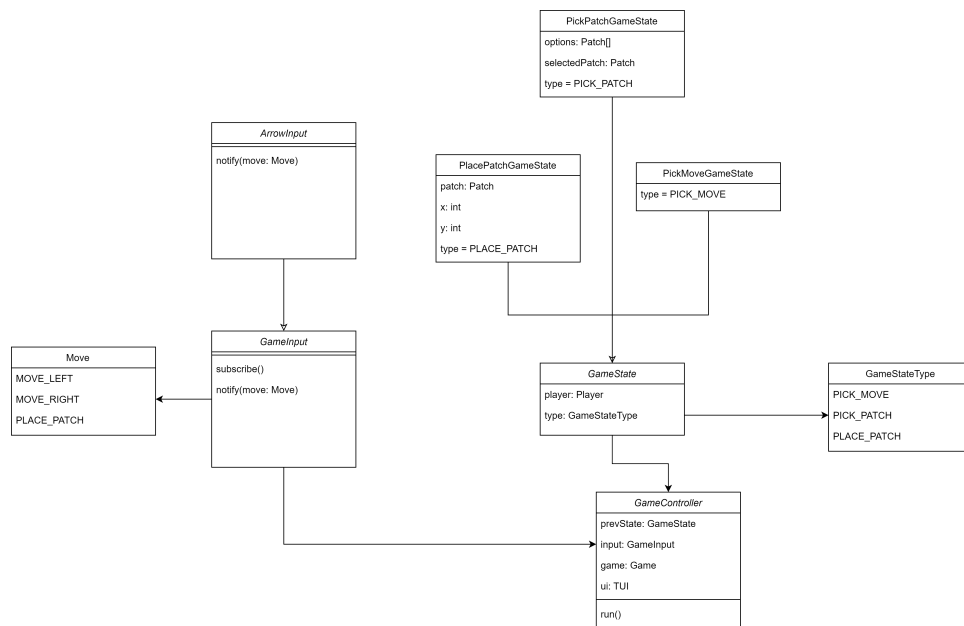 PickPatchGameState
options: Patch[]
selectedPatch: Patch
type = PICK_PATCH
ArrowInput
notify(move: Move)
PlacePatchGameState
patch: Patch
x: int
y: int
type = PLACE_PATCH
PickMoveGameState
type = PICK_MOVE
GameInput
subscribe()
notify(move: Move)
Move
MOVE_LEFT
MOVE_RIGHT
PLACE_PATCH
GameState
player: Player
type: GameStateType
GameStateType
PICK_MOVE
PICK_PATCH
PLACE_PATCH
GameController
prevState: GameState
input: GameInput
game: Game
ui: TUI
run()